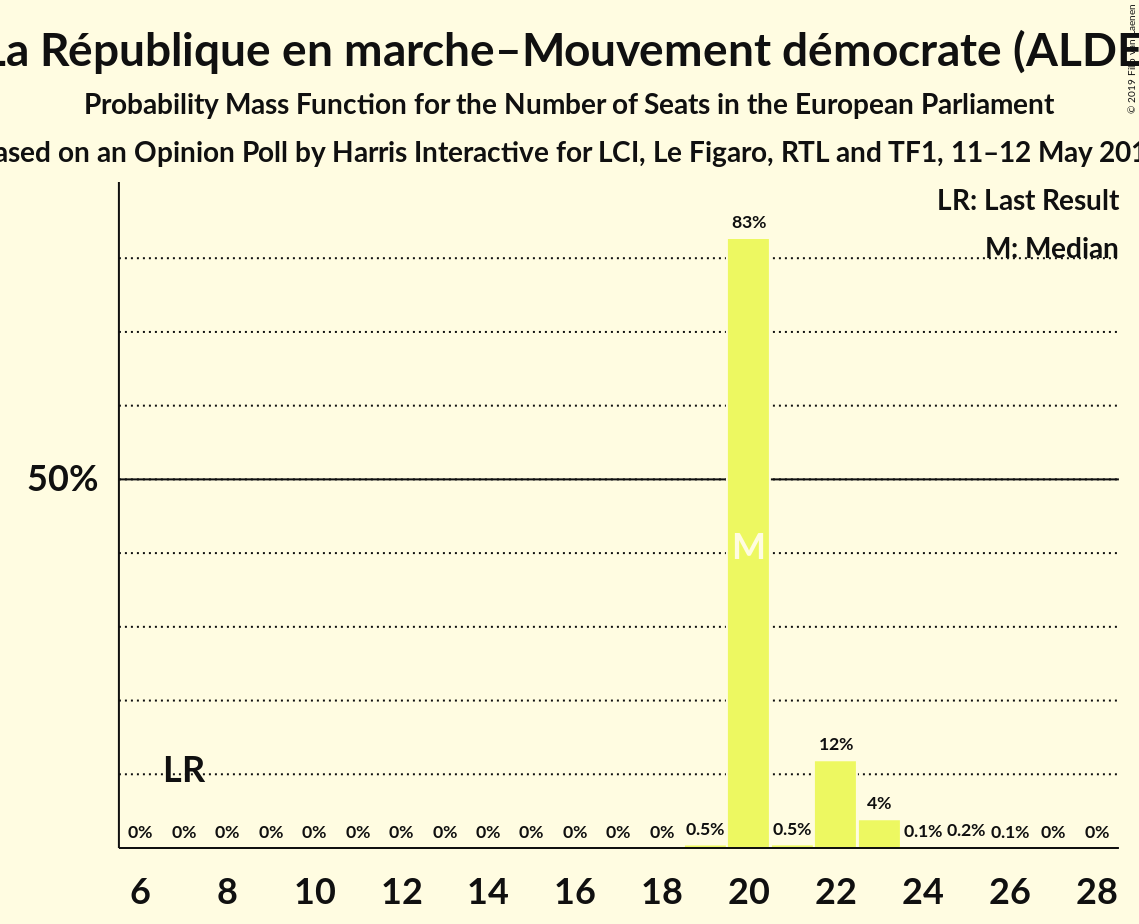 La République en marche–Mouvement démocrate (ALDE
Probability Mass Function for the Number of Seats in the European Parliament
ased on an Opinion Poll by Harris Interactive for LCI, Le Figaro, RTL and TF1, 11–12 May 201
© 2019 Filip van Laenen
LR: Last Result
M: Median
83%
50%
M
12%
LR
4%
0% 0% 0% 0% 0% 0% 0% 0% 0% 0% 0% 0% 0% 0.5% 0.5% 0.1% 0.2% 0.1% 0% 0%
6 8 10 12 14 16 18 20 22 24 26 28